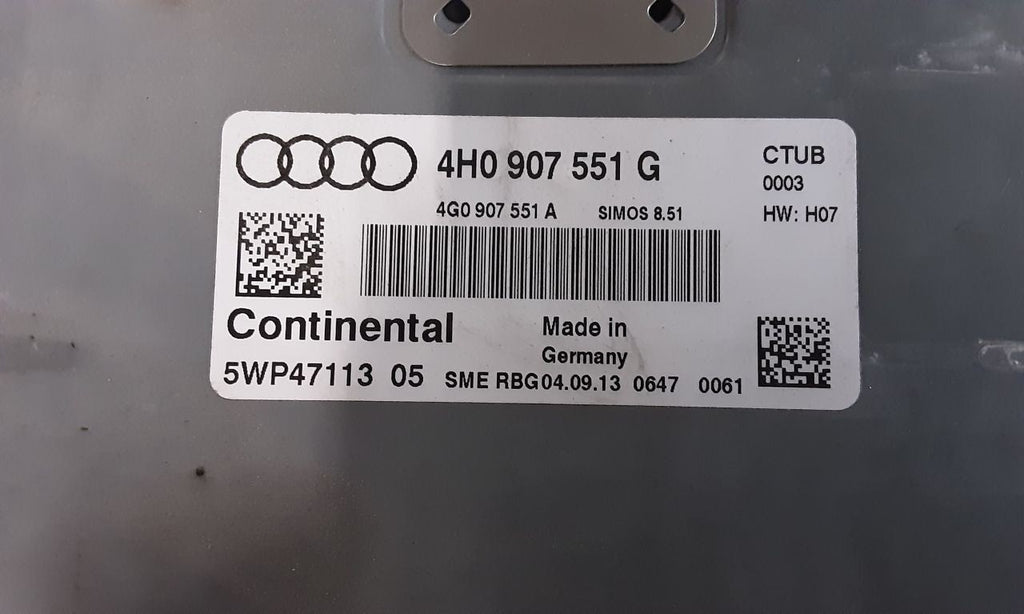 4H0 907 551 G
CTUB
0003
4G0 907 551 A SIMOS 8.51
HW: H07
Continental
Made in
Germany
5WP47113 05 SME RBG04.09.13 0647 0061